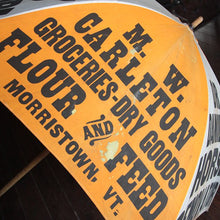 M. W.
CARLETON
GROCERIES-DRY GOODS
FLOUR AND FEED
MORRISTOWN, VT.